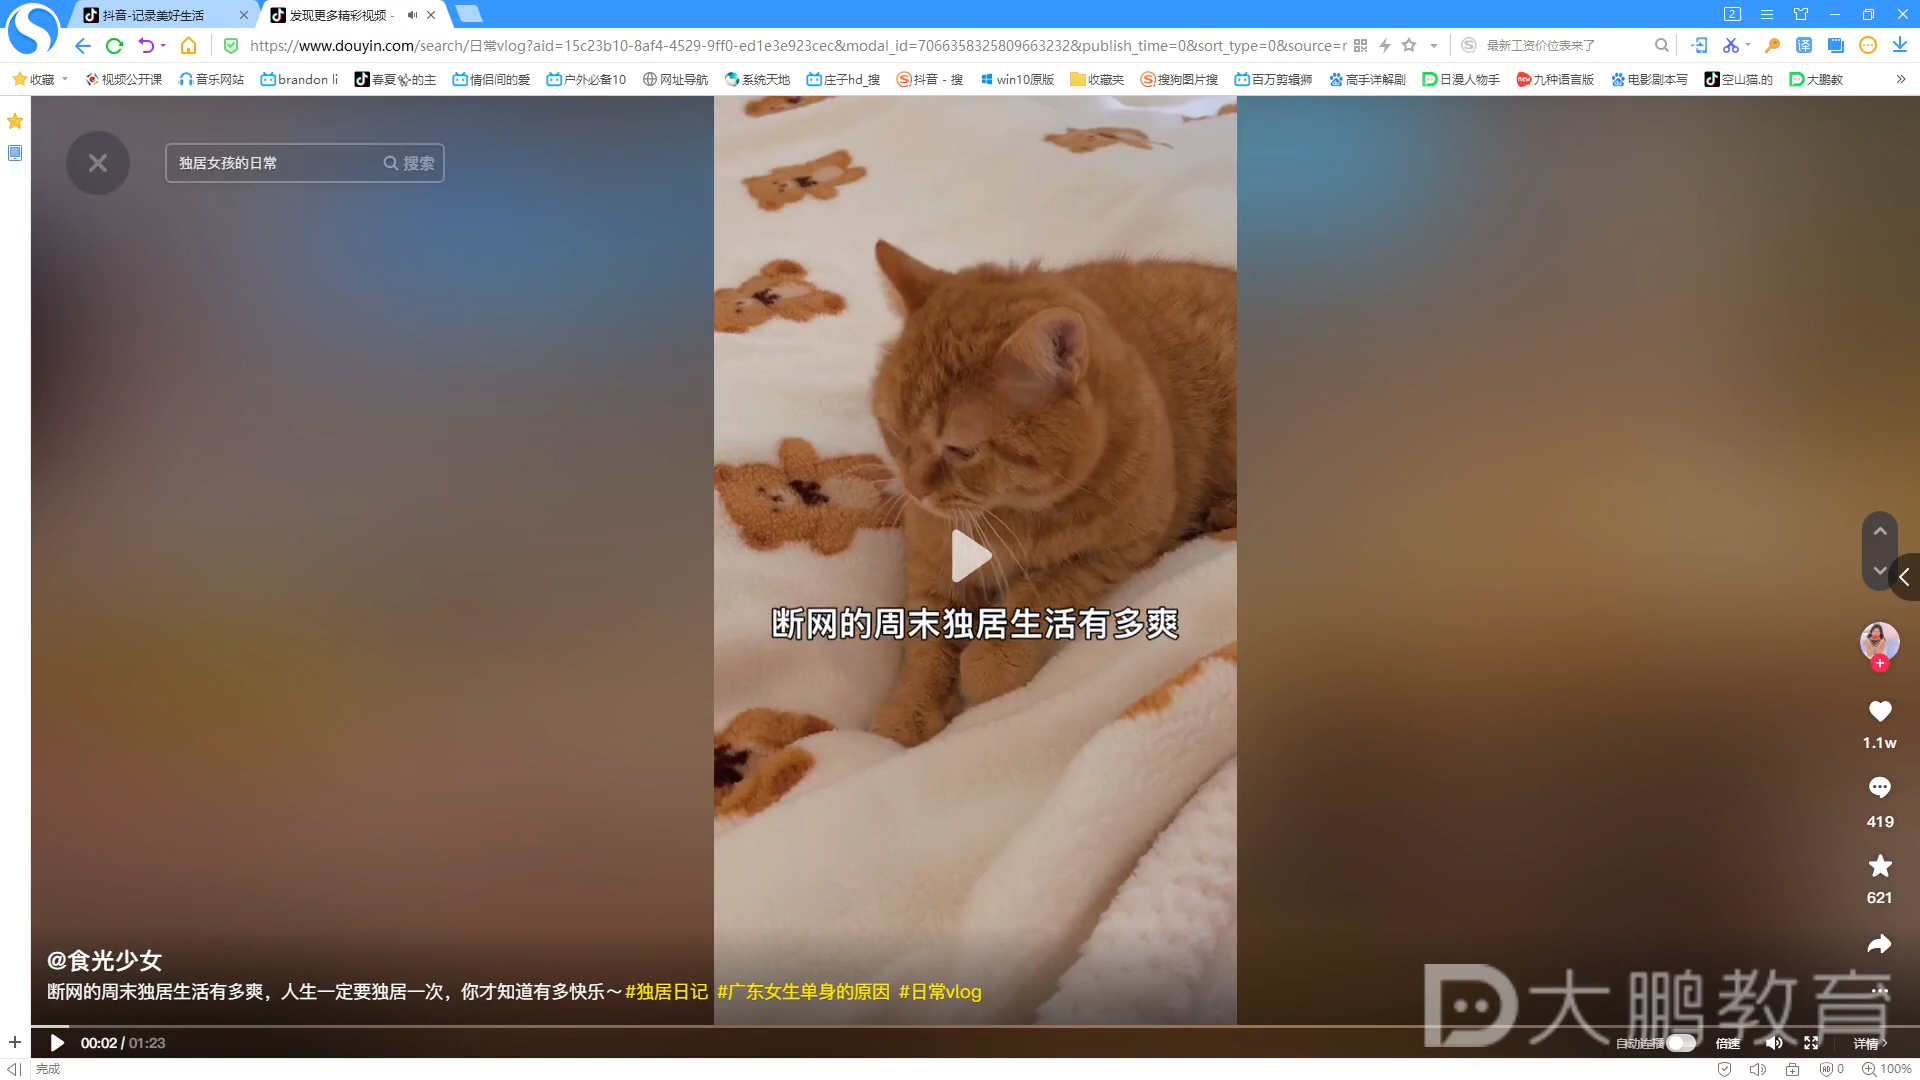 抖音-记录美好生活
发现更多精彩视频 -
2
https://www.douyin.com/search/日常vlog?aid=15c23b10-8af4-4529-9ff0-ed1e3e923cec&modal_id=7066358325809663232&publish_time=0&sort_type=0&source=r
最新工资价位表来了
译
收藏 视频公开课 音乐网站 brandon li 春夏🐿的主 情侣间的爱 户外必备10 网址导航 系统天地 庄子hd_搜 抖音 - 搜 win10原版 收藏夹 搜狗图片搜 百万剪辑狮 高手详解剧 日漫人物手 九种语言版 电影剧本写 空山猫.的 大鹏教
独居女孩的日常 搜索
断网的周末独居生活有多爽
1.1w
419
621
@食光少女
断网的周末独居生活有多爽，人生一定要独居一次，你才知道有多快乐～#独居日记 #广东女生单身的原因 #日常vlog
大鹏教育
00:02 / 01:23
自动连播 倍速 详情
完成
0 100%